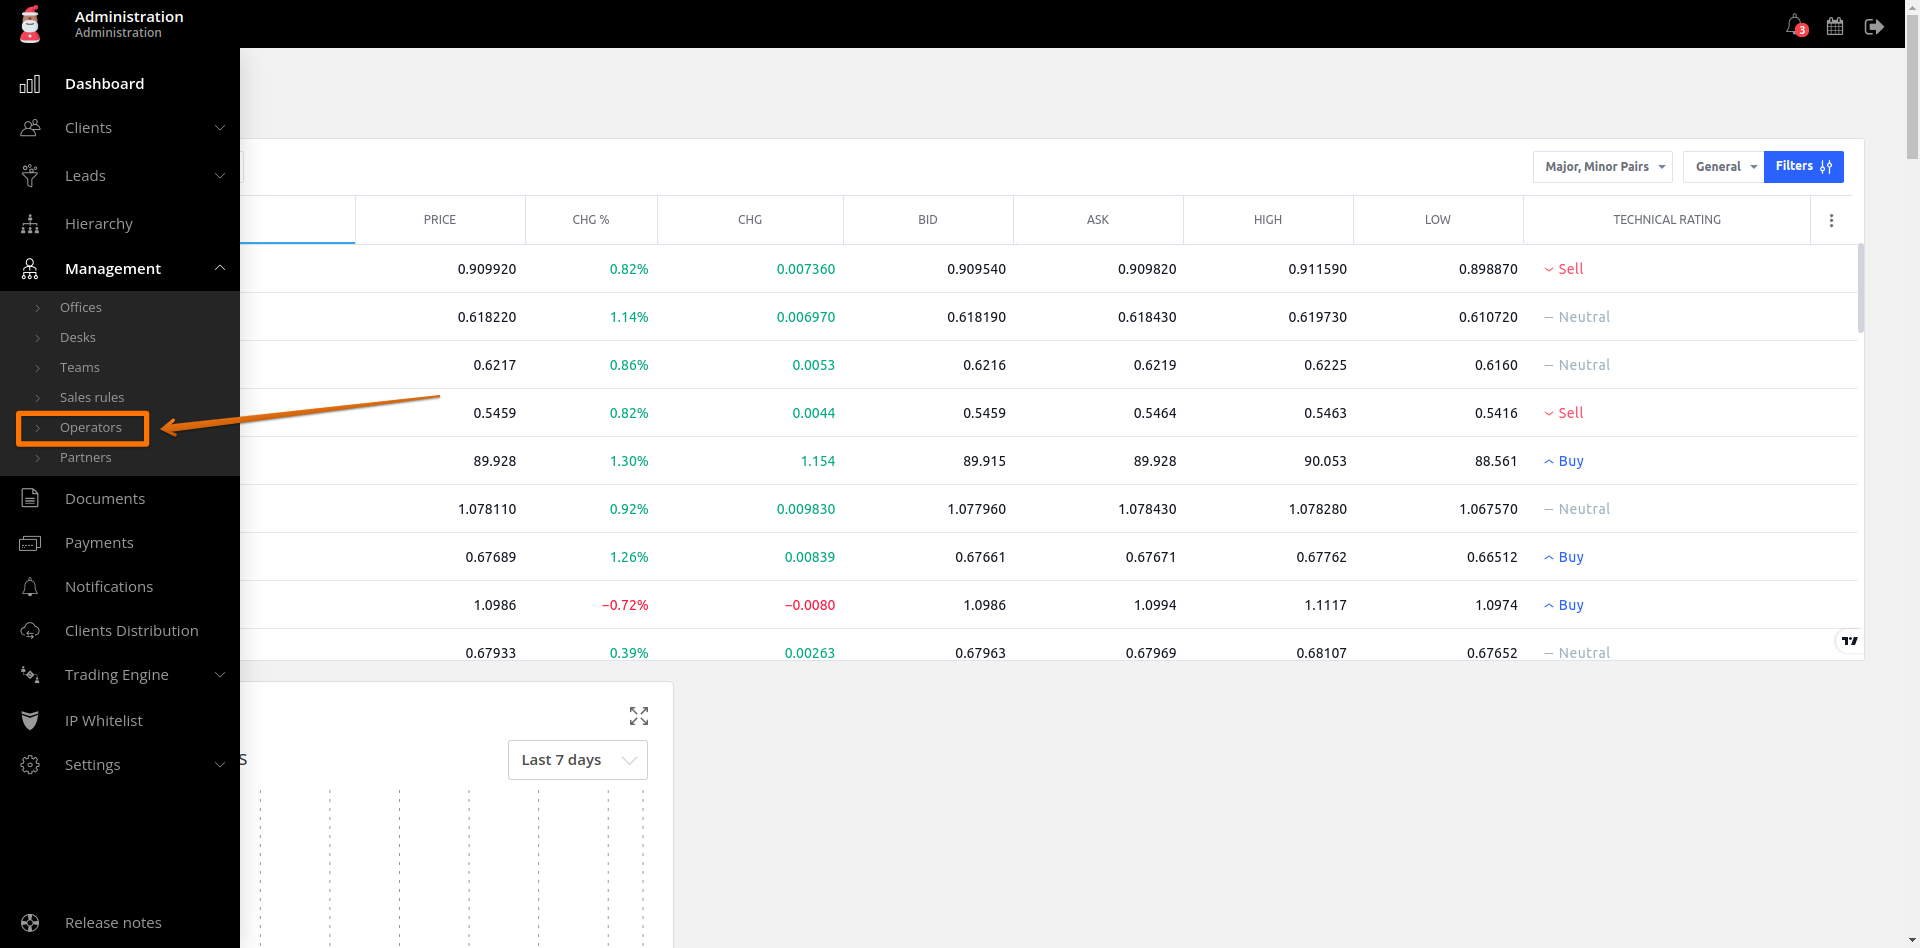 Administration
Administration
3
Dashboard
Clients
Leads
Hierarchy
Management
Offices
Desks
Teams
Sales rules
Operators
Partners
Documents
Payments
Notifications
Clients Distribution
Trading Engine
IP Whitelist
Settings
Release notes
Major, Minor Pairs General Filters
PRICE CHG % CHG BID ASK HIGH LOW TECHNICAL RATING
0.909920 0.82% 0.007360 0.909540 0.909820 0.911590 0.898870 Sell
0.618220 1.14% 0.006970 0.618190 0.618430 0.619730 0.610720 Neutral
0.6217 0.86% 0.0053 0.6216 0.6219 0.6225 0.6160 Neutral
0.5459 0.82% 0.0044 0.5459 0.5464 0.5463 0.5416 Sell
89.928 1.30% 1.154 89.915 89.928 90.053 88.561 Buy
1.078110 0.92% 0.009830 1.077960 1.078430 1.078280 1.067570 Neutral
0.67689 1.26% 0.00839 0.67661 0.67671 0.67762 0.66512 Buy
1.0986 −0.72% −0.0080 1.0986 1.0994 1.1117 1.0974 Buy
0.67933 0.39% 0.00263 0.67963 0.67969 0.68107 0.67652 Neutral
s
Last 7 days